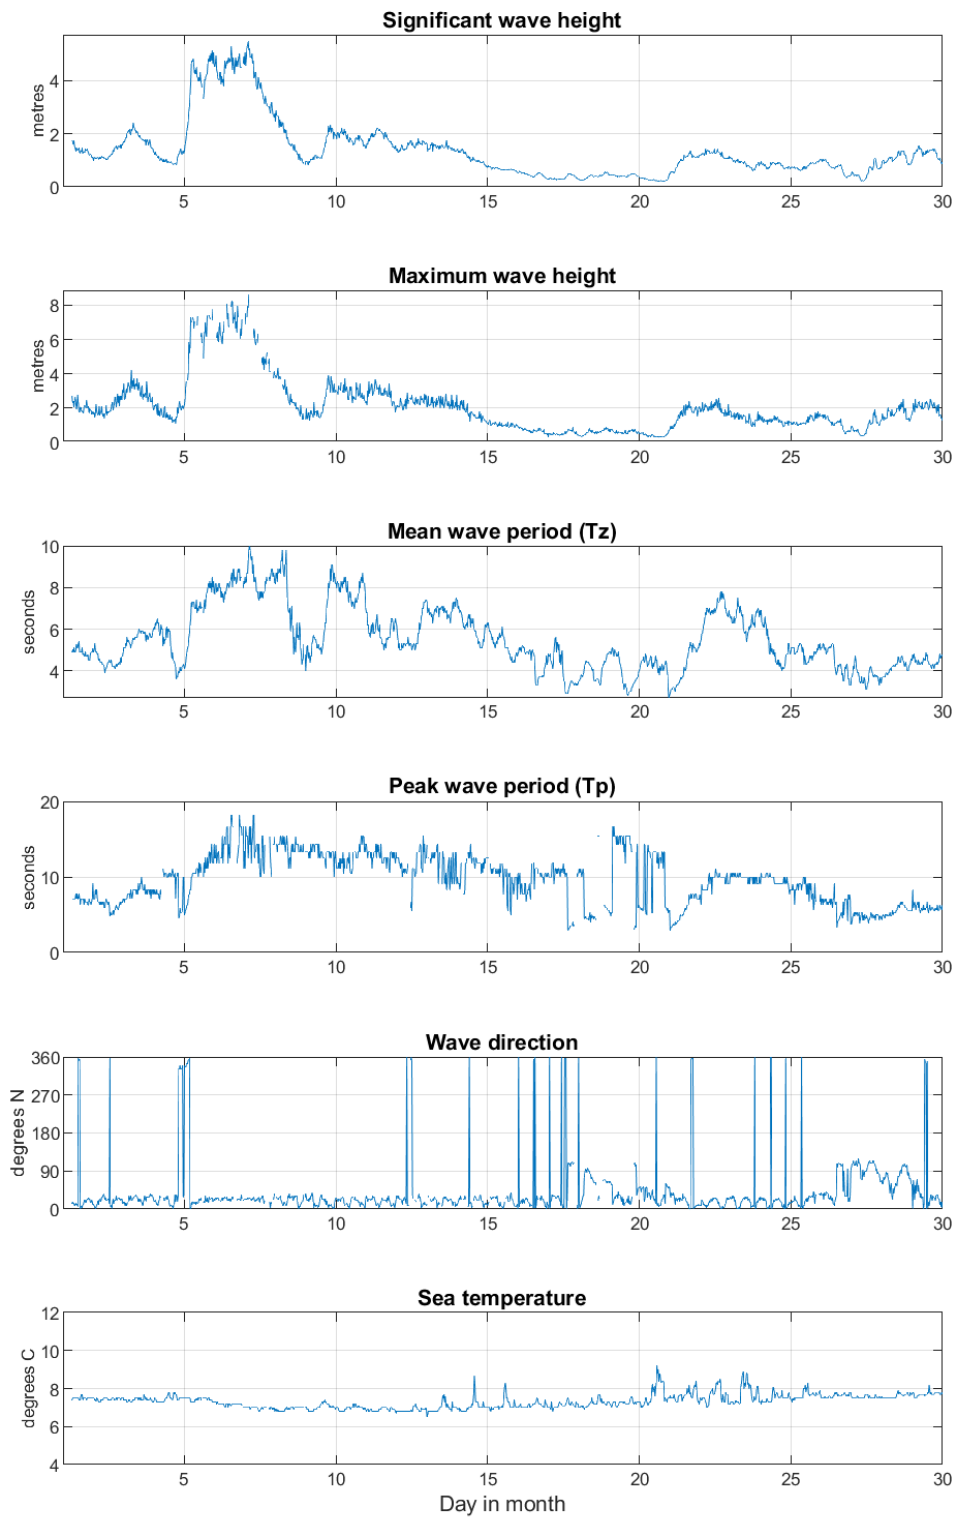 Significant wave height
metres
4
2
0
5 10 15 20 25 30
Maximum wave height
metres
8
6
4
2
0
5 10 15 20 25 30
Mean wave period (Tz)
seconds
10
8
6
4
5 10 15 20 25 30
Peak wave period (Tp)
seconds
20
10
0
5 10 15 20 25 30
Wave direction
degrees N
360
270
180
90
0
5 10 15 20 25 30
Sea temperature
degrees C
12
10
8
6
4
5 10 15 20 25 30
Day in month